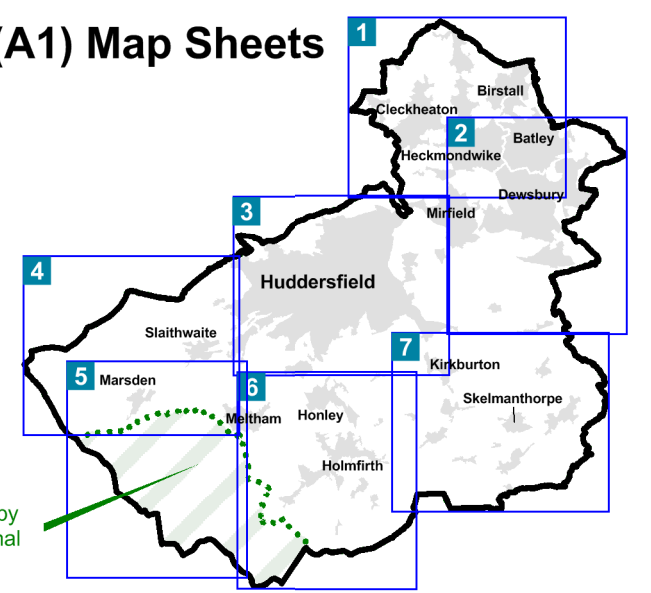 (A1) Map Sheets
1
Birstall
Cleckheaton
2
Batley
Heckmondwike
Dewsbury
3
Mirfield
4
Huddersfield
Slaithwaite
7
5
Marsden
Kirkburton
6
Skelmanthorpe
Meltham
Honley
Holmfirth
by
nal